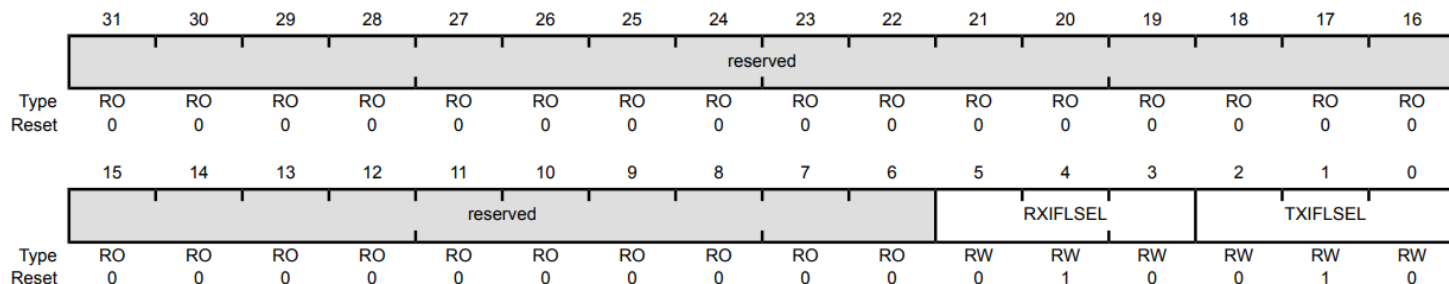 31 30 29 28 27 26 25 24 23 22 21 20 19 18 17 16
reserved
Type RO RO RO RO RO RO RO RO RO RO RO RO RO RO RO RO
Reset 0 0 0 0 0 0 0 0 0 0 0 0 0 0 0 0
15 14 13 12 11 10 9 8 7 6 5 4 3 2 1 0
reserved RXIFLSEL TXIFLSEL
Type RO RO RO RO RO RO RO RO RO RO RW RW RW RW RW RW
Reset 0 0 0 0 0 0 0 0 0 0 0 1 0 0 1 0